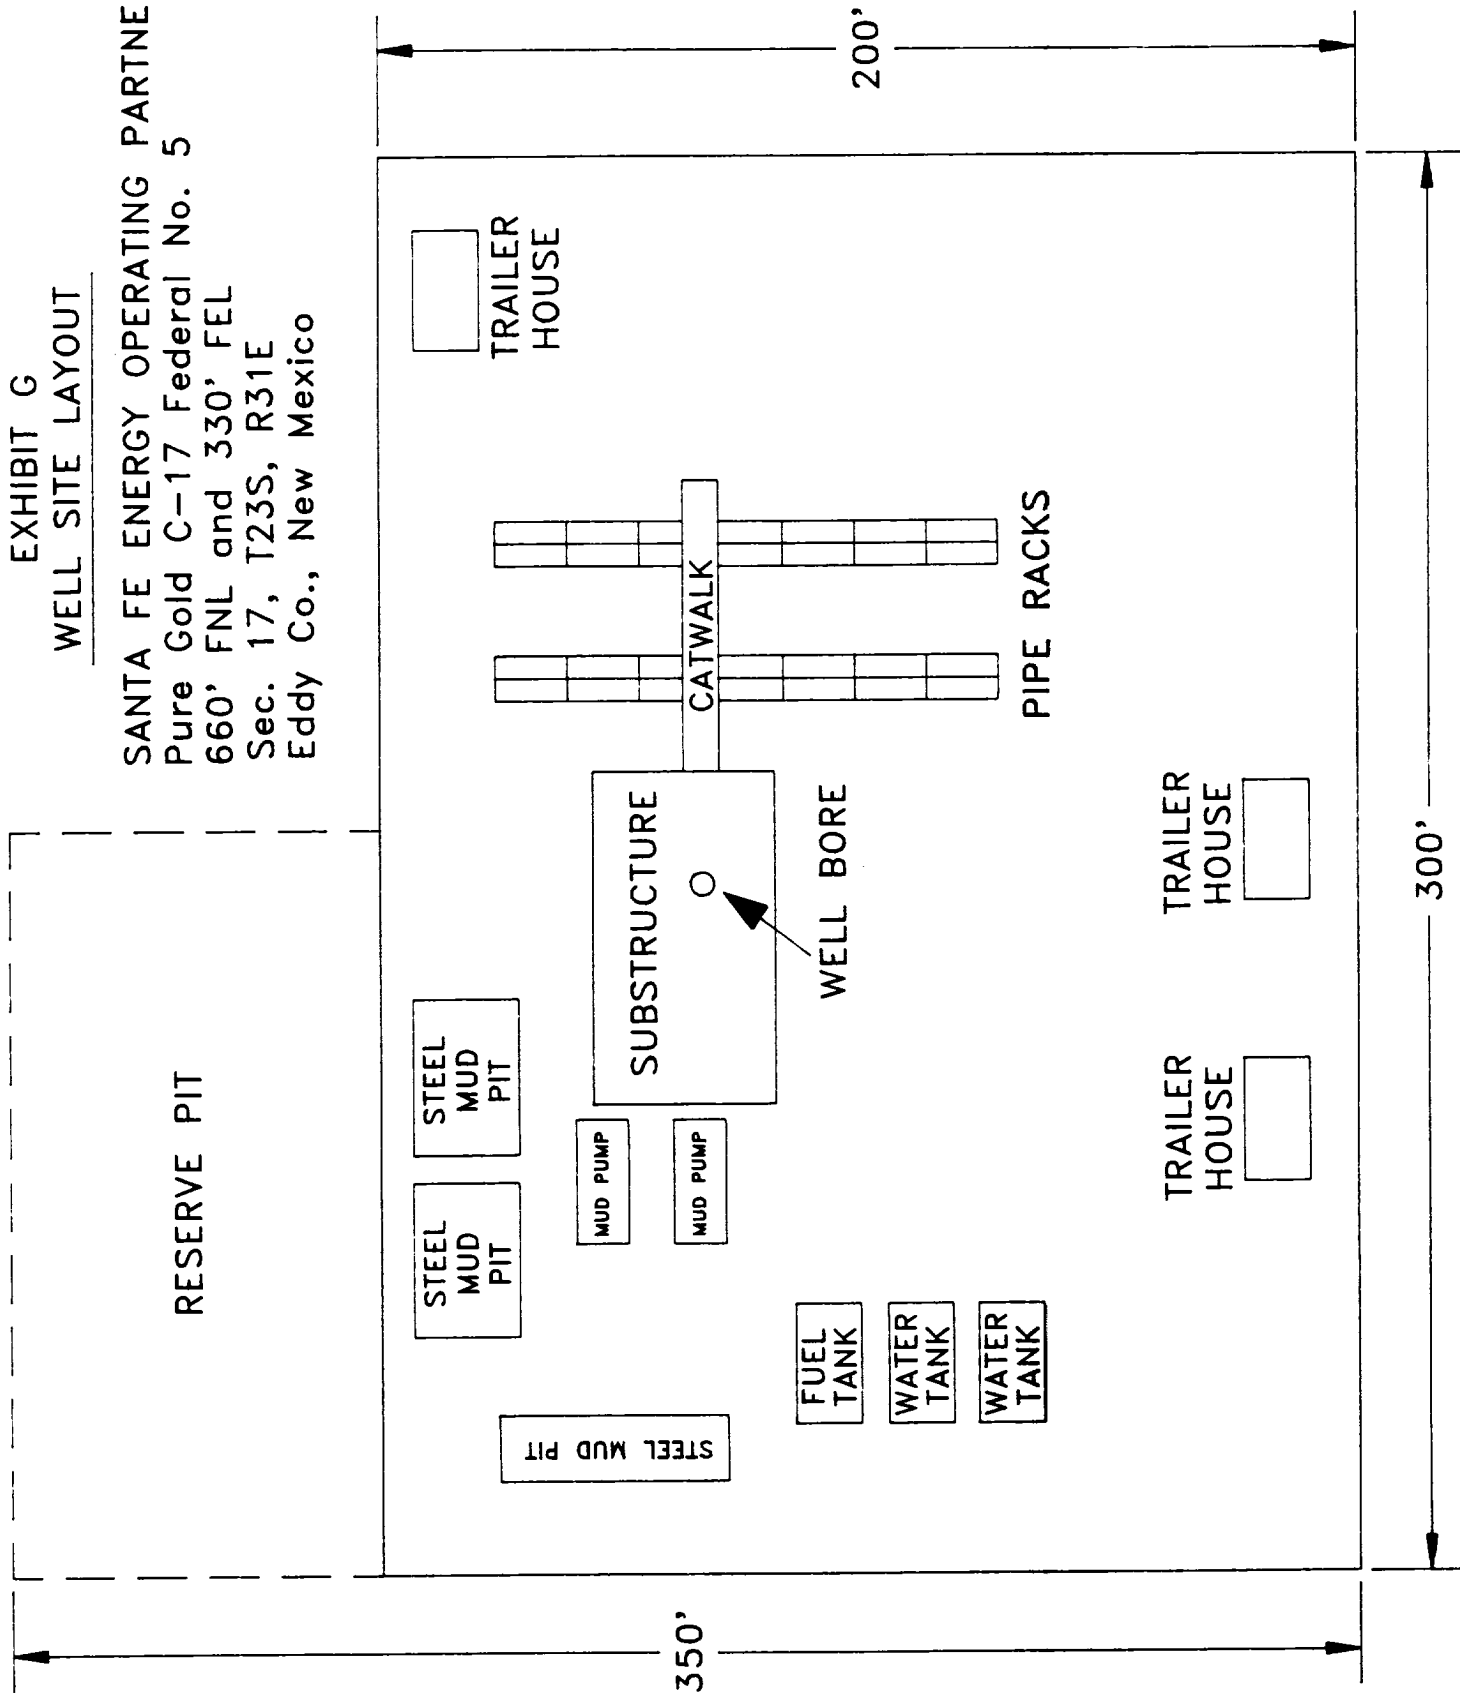 EXHIBIT G
WELL SITE LAYOUT
SANTA FE ENERGY OPERATING PARTNE
Pure Gold C-17 Federal No. 5
660' FNL and 330' FEL
Sec. 17, T23S, R31E
Eddy Co., New Mexico
RESERVE PIT
200'
TRAILER
HOUSE
STEEL
MUD
PIT
STEEL
MUD
PIT
SUBSTRUCTURE
CATWALK
MUD PUMP
MUD PUMP
STEEL MUD PIT
WELL BORE
PIPE RACKS
FUEL
TANK
WATER
TANK
WATER
TANK
TRAILER
HOUSE
TRAILER
HOUSE
350'
300'